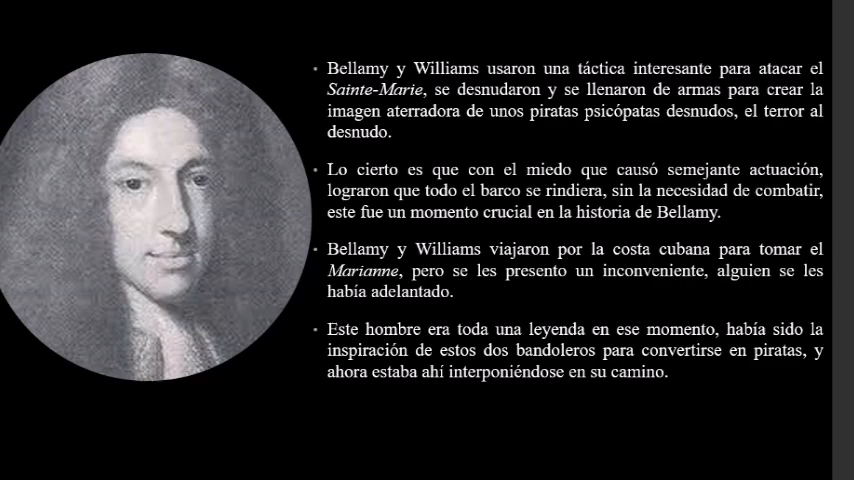 Bellamy y Williams usaron una táctica interesante para atacar el
Sainte-Marie, se desnudaron y se llenaron de armas para crear la
imagen aterradora de unos piratas psicópatas desnudos, el terror al
desnudo.
Lo cierto es que con el miedo que causó semejante actuación,
lograron que todo el barco se rindiera, sin la necesidad de combatir,
este fue un momento crucial en la historia de Bellamy.
Bellamy y Williams viajaron por la costa cubana para tomar el
Marianne, pero se les presento un inconveniente, alguien se les
había adelantado.
Este hombre era toda una leyenda en ese momento, había sido la
inspiración de estos dos bandoleros para convertirse en piratas, y
ahora estaba ahí interponiéndose en su camino.